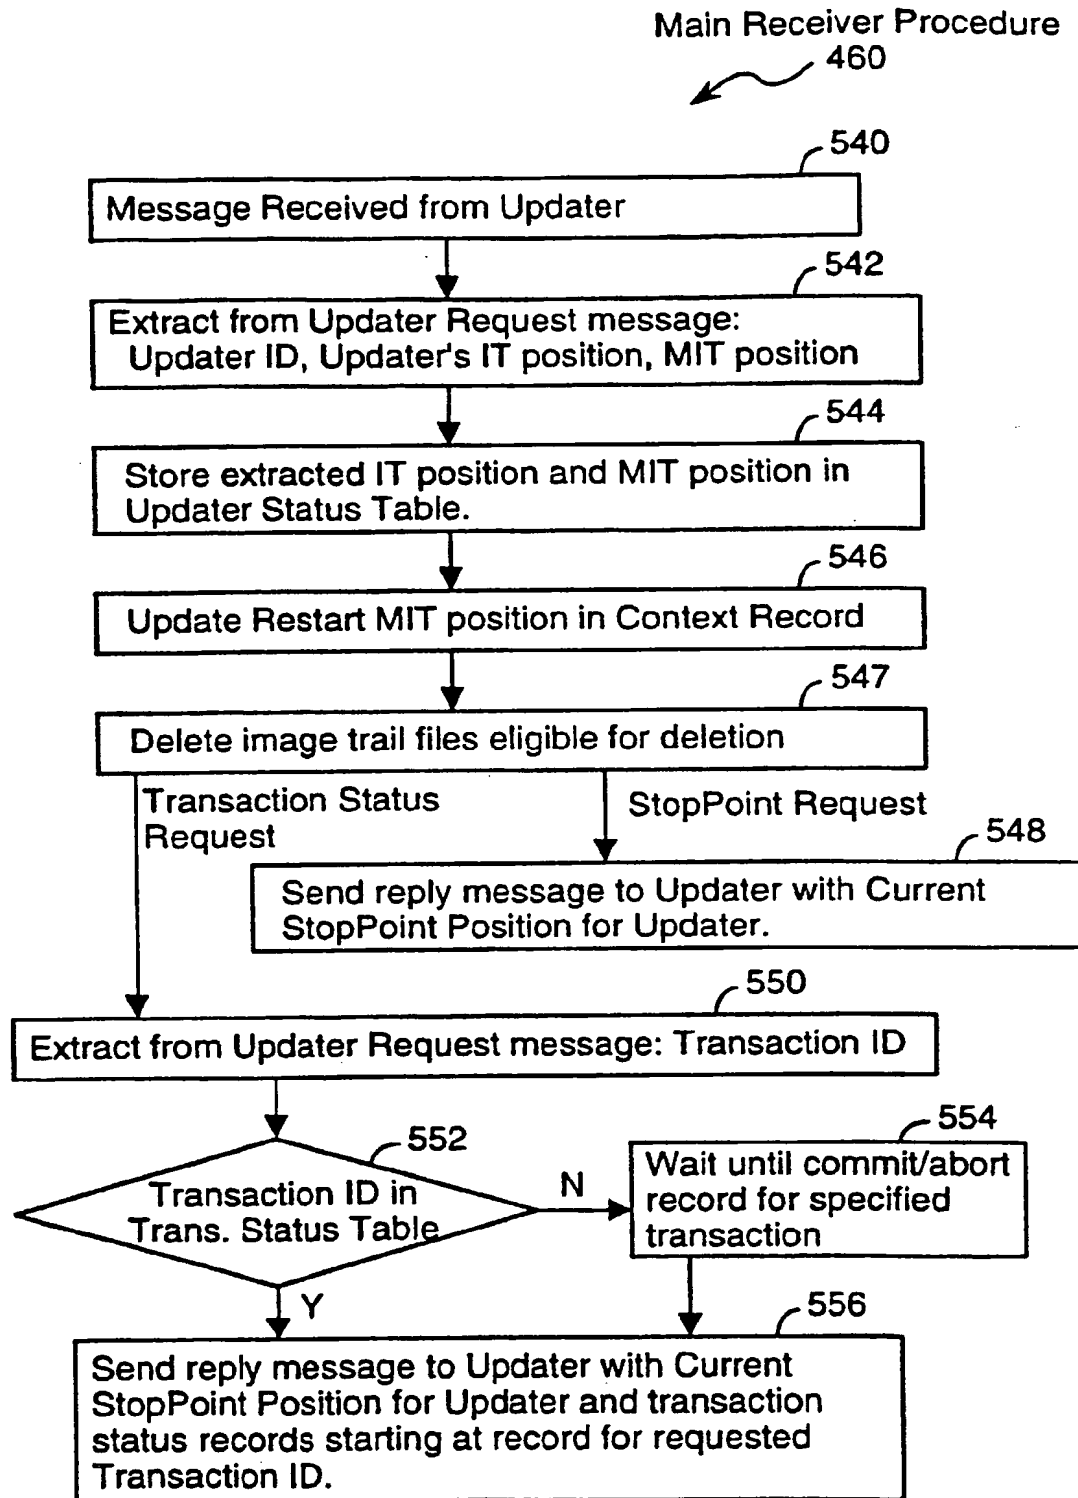 Main Receiver Procedure
460
540
Message Received from Updater
542
Extract from Updater Request message:
Updater ID, Updater's IT position, MIT position
544
Store extracted IT position and MIT position in
Updater Status Table.
546
Update Restart MIT position in Context Record
547
Delete image trail files eligible for deletion
Transaction Status
Request
StopPoint Request
548
Send reply message to Updater with Current
StopPoint Position for Updater.
550
Extract from Updater Request message: Transaction ID
552
Transaction ID in
Trans. Status Table
N
554
Wait until commit/abort
record for specified
transaction
Y
556
Send reply message to Updater with Current
StopPoint Position for Updater and transaction
status records starting at record for requested
Transaction ID.